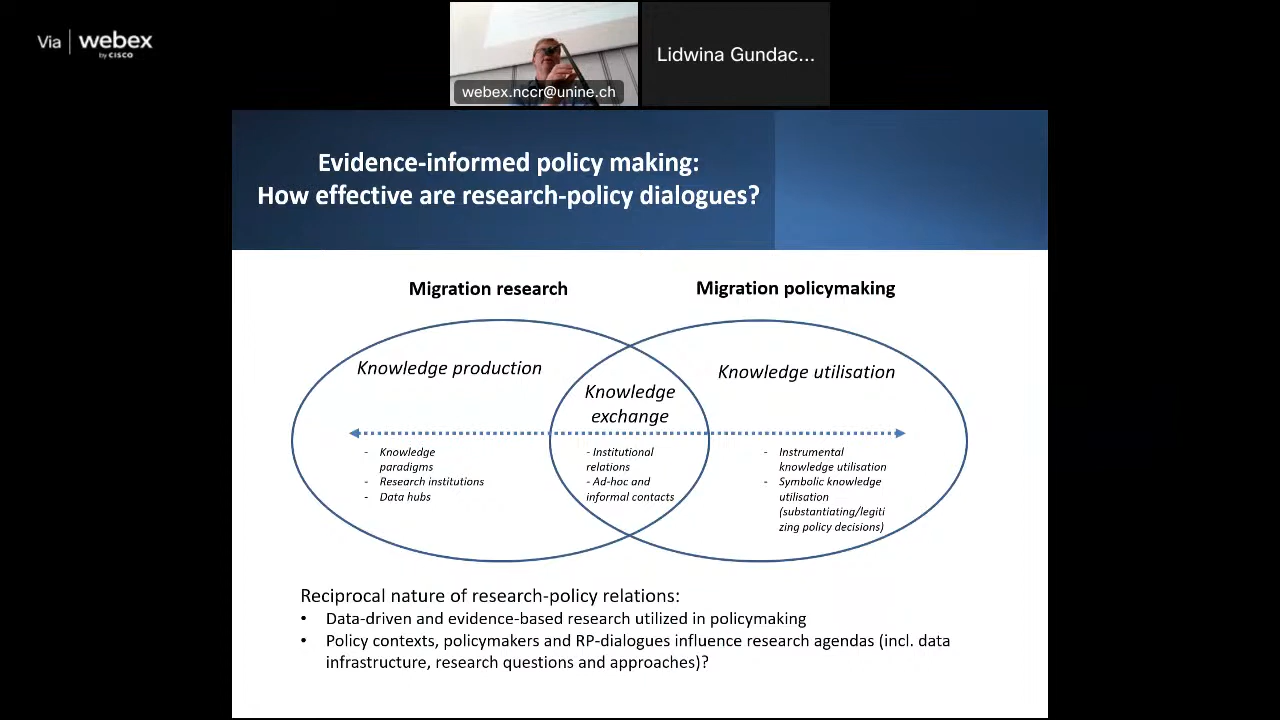 Via webex
by CISCO
webex.nccr@unine.ch
Lidwina Gundac...
Evidence-informed policy making:
How effective are research-policy dialogues?
Migration research
Migration policymaking
Knowledge production
Knowledge
exchange
Knowledge utilisation
- Knowledge
paradigms
- Research institutions
- Data hubs
- Institutional
relations
- Ad-hoc and
informal contacts
- Instrumental
knowledge utilisation
- Symbolic knowledge
utilisation
(substantiating/legiti
zing policy decisions)
Reciprocal nature of research-policy relations:
• Data-driven and evidence-based research utilized in policymaking
• Policy contexts, policymakers and RP-dialogues influence research agendas (incl. data
infrastructure, research questions and approaches)?